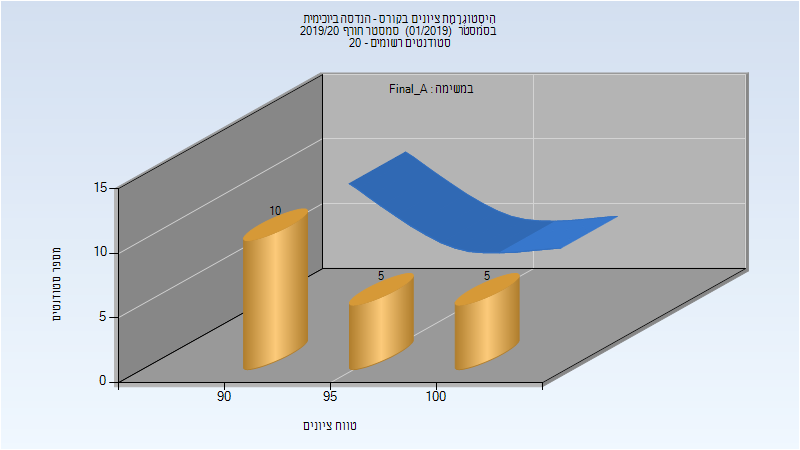 היסטוגרמת ציונים בקורס - הנדסה ביוכימית
בסמסטר (01/2019) סמסטר חורף 2019/20
סטודנטים רשומים - 20
במשימה : Final_A
15
10
5
0
10
5
5
90
95
100
מספר סטודנטים
טווח ציונים